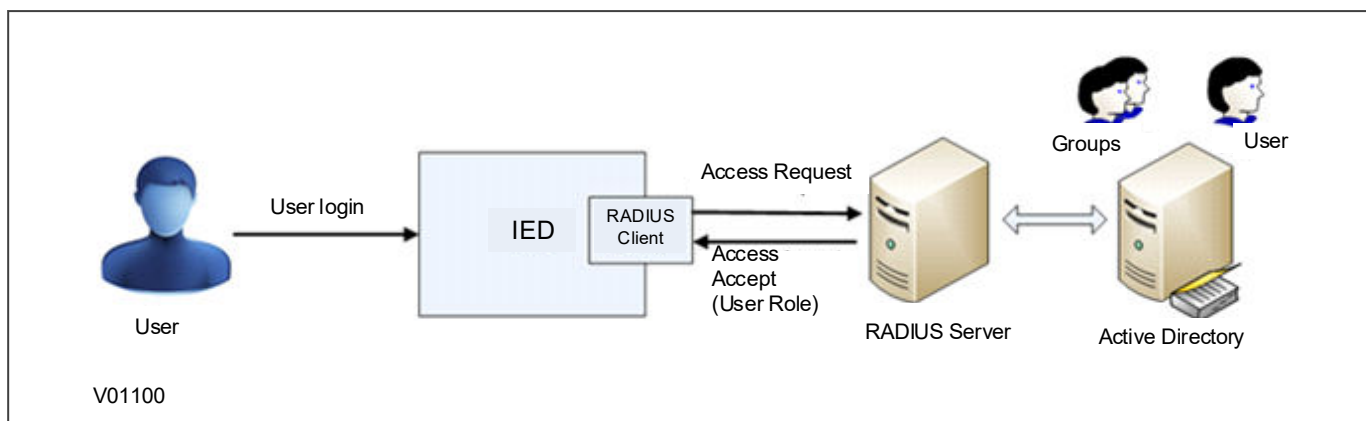 Groups
User
Access Request
User login
IED
RADIUS
Client
Access
Accept
(User Role)
User
RADIUS Server
Active Directory
V01100